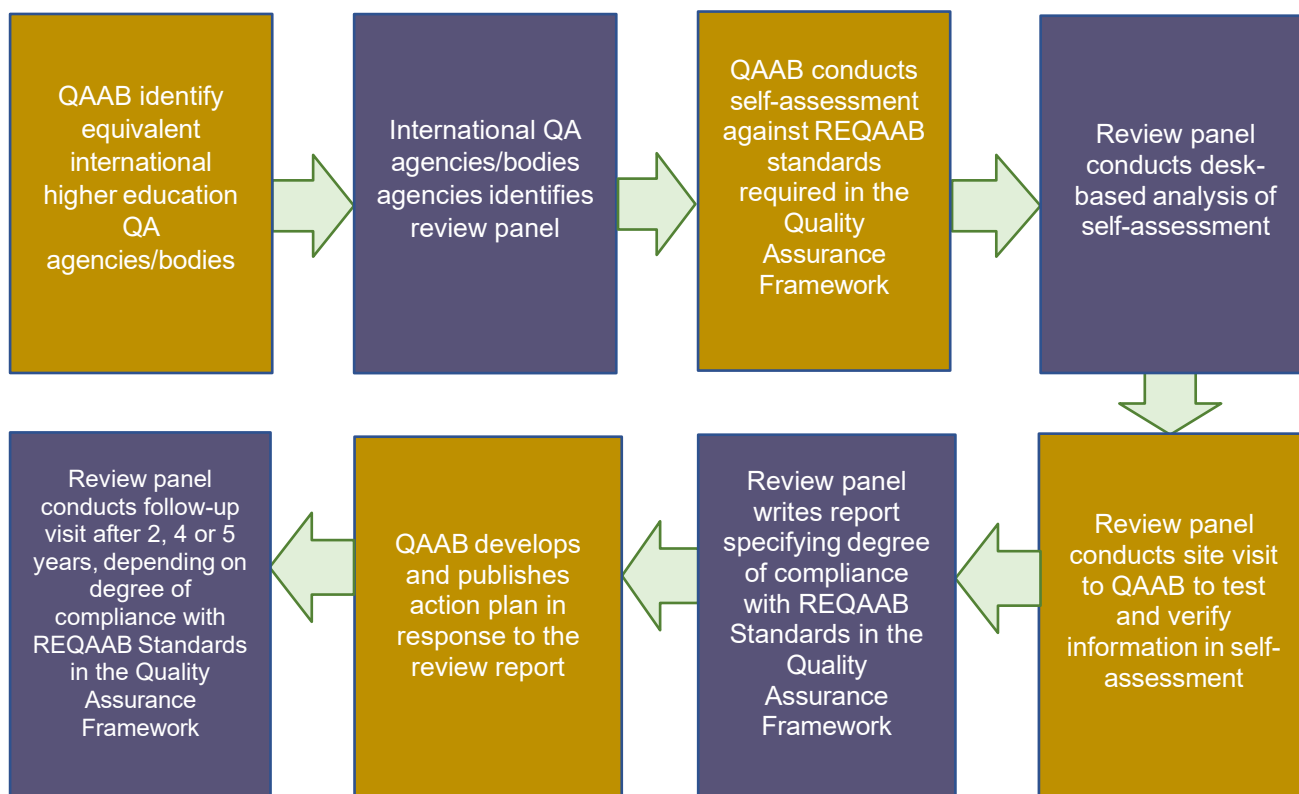 QAAB identify
equivalent
international
higher education
QA
agencies/bodies
International QA
agencies/bodies
agencies identifies
review panel
QAAB conducts
self-assessment
against REQAAB
standards
required in the
Quality
Assurance
Framework
Review panel
conducts desk-
based analysis of
self-assessment
Review panel
conducts site visit
to QAAB to test
and verify
information in self-
assessment
Review panel
writes report
specifying degree
of compliance
with REQAAB
Standards in the
Quality
Assurance
Framework
QAAB develops
and publishes
action plan in
response to the
review report
Review panel
conducts follow-up
visit after 2, 4 or 5
years, depending on
degree of
compliance with
REQAAB Standards
in the Quality
Assurance
Framework